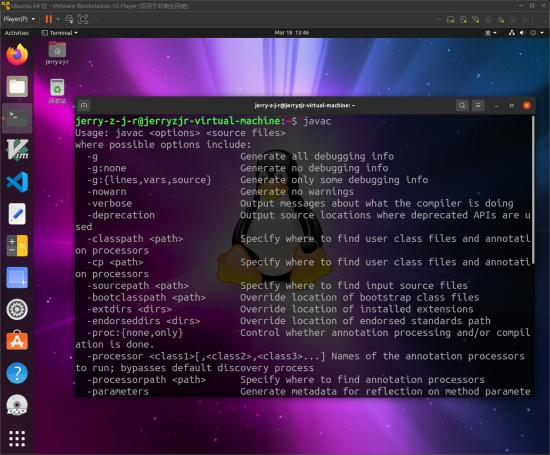 Ubuntu 64 位 - VMware Workstation 16 Player (仅用于非商业用途)
Player(P)
Activities
Terminal
Mar 18 13:46
英
jerry-z-j-r
回收站
jerry-z-j-r@jerryzjr-virtual-machine: ~
jerry-z-j-r@jerryzjr-virtual-machine:~$ javac
Usage: javac <options> <source files>
where possible options include:
-g Generate all debugging info
-g:none Generate no debugging info
-g:{lines,vars,source} Generate only some debugging info
-nowarn Generate no warnings
-verbose Output messages about what the compiler is doing
-deprecation Output source locations where deprecated APIs are u
sed
-classpath <path> Specify where to find user class files and annotati
on processors
-cp <path> Specify where to find user class files and annotati
on processors
-sourcepath <path> Specify where to find input source files
-bootclasspath <path> Override location of bootstrap class files
-extdirs <dirs> Override location of installed extensions
-endorseddirs <dirs> Override location of endorsed standards path
-proc:{none,only} Control whether annotation processing and/or compil
ation is done.
-processor <class1>[,<class2>,<class3>...] Names of the annotation processors
to run; bypasses default discovery process
-processorpath <path> Specify where to find annotation processors
-parameters Generate metadata for reflection on method paramete